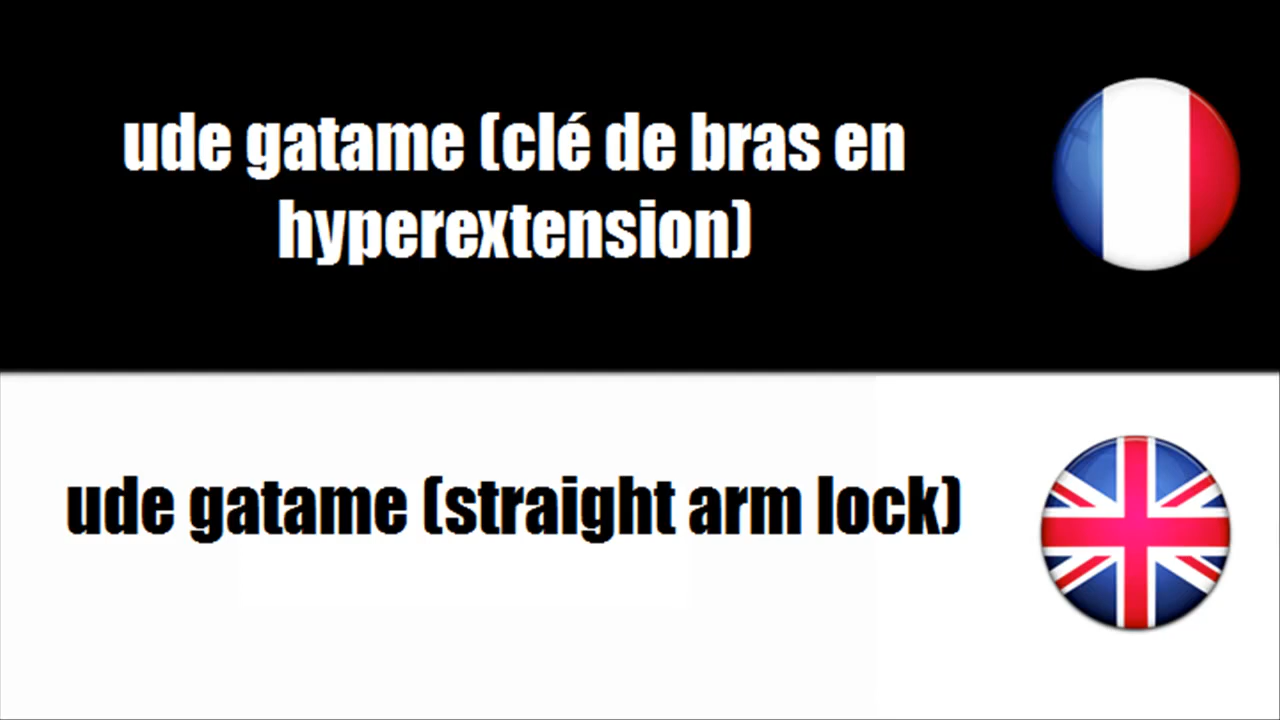 ude gatame (clé de bras en
hyperextension)
ude gatame (straight arm lock)